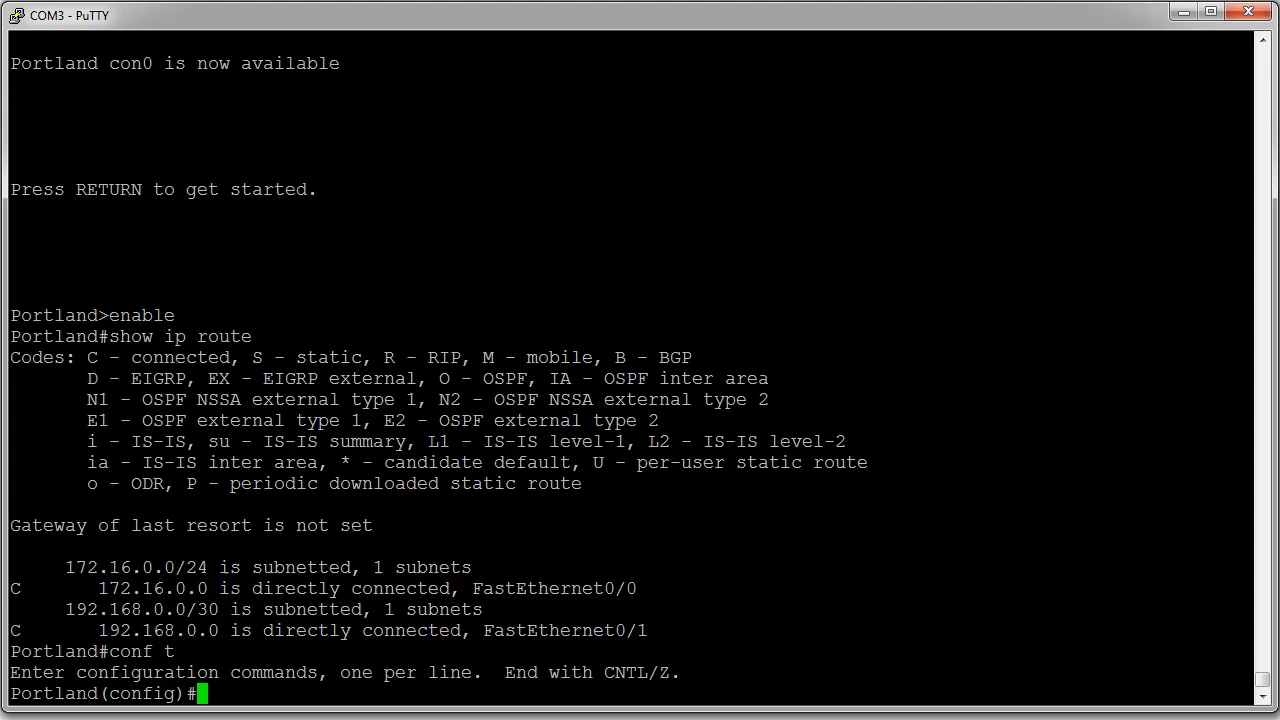 COM3 - PuTTY
Portland con0 is now available
Press RETURN to get started.
Portland>enable
Portland#show ip route
Codes: C - connected, S - static, R - RIP, M - mobile, B - BGP
       D - EIGRP, EX - EIGRP external, O - OSPF, IA - OSPF inter area
       N1 - OSPF NSSA external type 1, N2 - OSPF NSSA external type 2
       E1 - OSPF external type 1, E2 - OSPF external type 2
       i - IS-IS, su - IS-IS summary, L1 - IS-IS level-1, L2 - IS-IS level-2
       ia - IS-IS inter area, * - candidate default, U - per-user static route
       o - ODR, P - periodic downloaded static route
Gateway of last resort is not set
     172.16.0.0/24 is subnetted, 1 subnets
C       172.16.0.0 is directly connected, FastEthernet0/0
     192.168.0.0/30 is subnetted, 1 subnets
C       192.168.0.0 is directly connected, FastEthernet0/1
Portland#conf t
Enter configuration commands, one per line.  End with CNTL/Z.
Portland(config)#